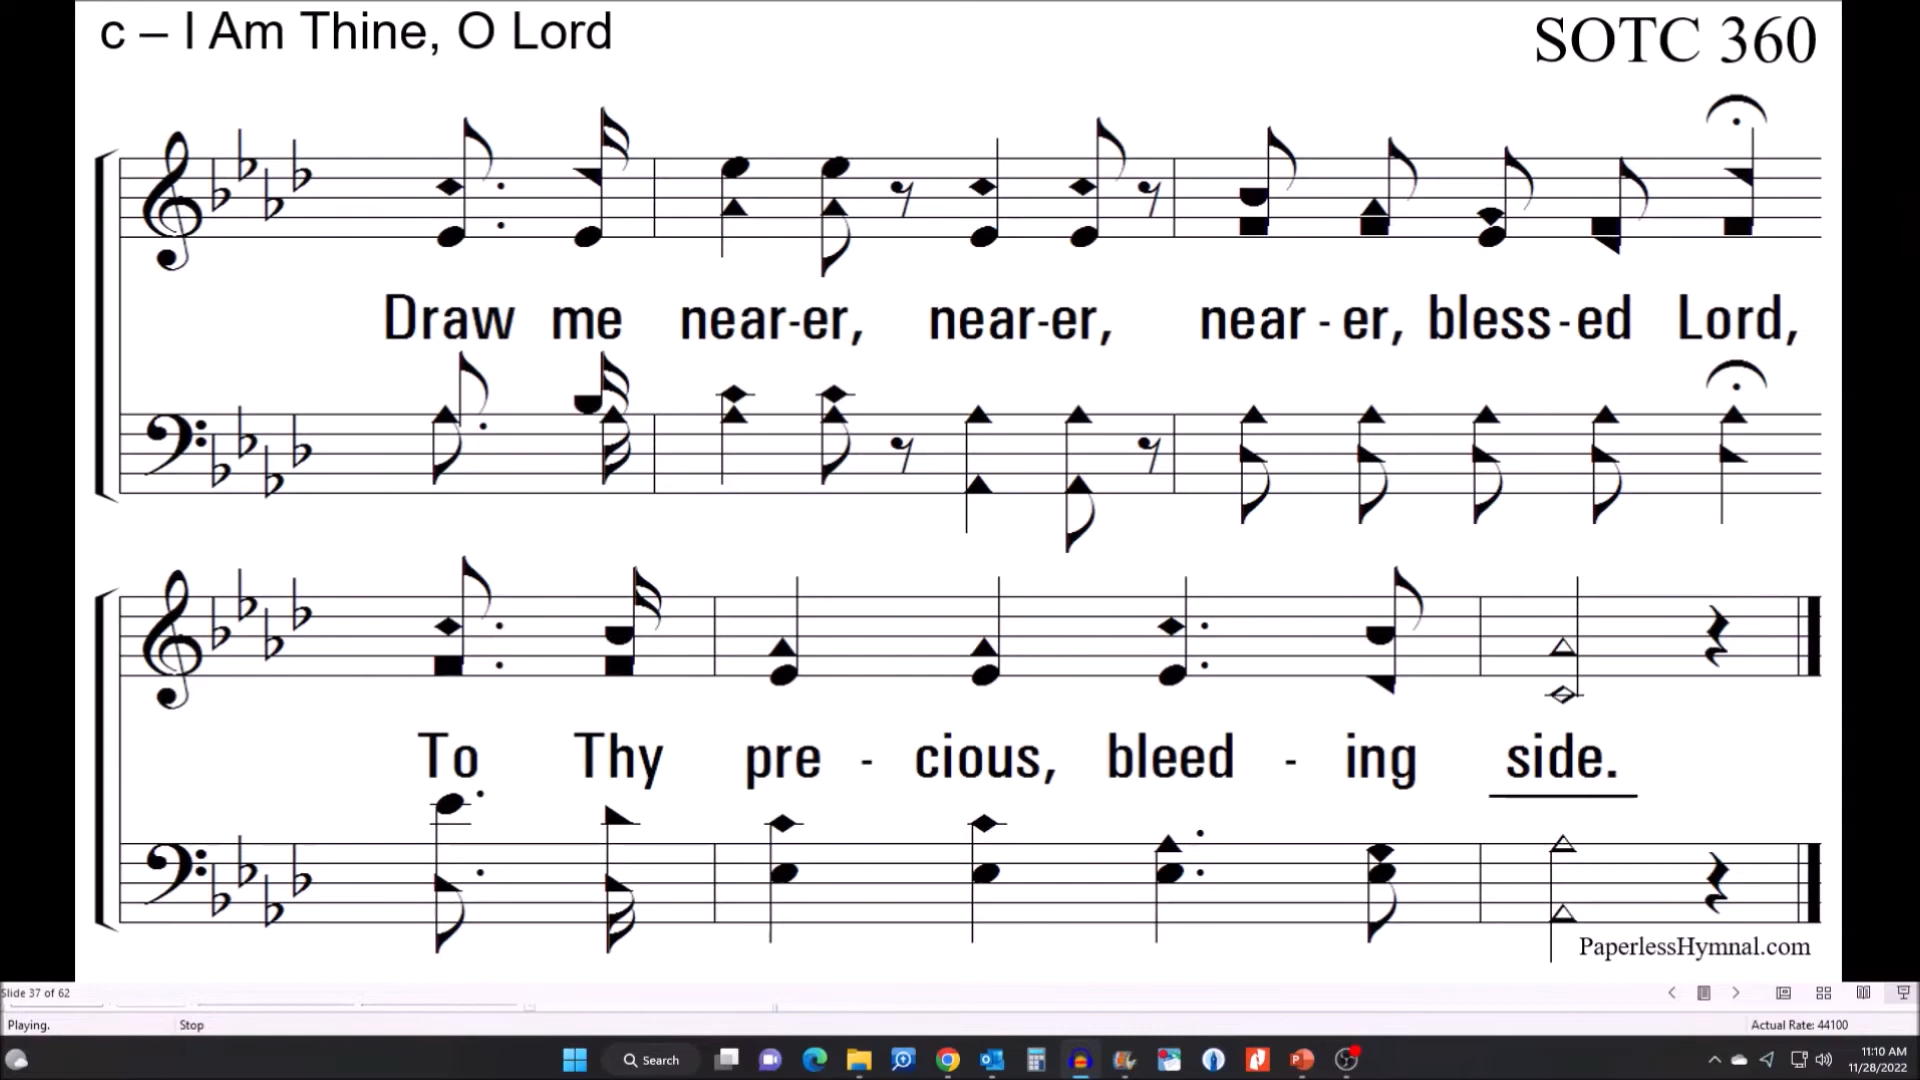 c – I Am Thine, O Lord
SOTC 360
Draw me near-er, near-er, near - er, bless-ed Lord,
To Thy pre - cious, bleed - ing side.
PaperlessHymnal.com
Slide 37 of 62
Playing.
Stop
Actual Rate: 44100
Search
11:10 AM
11/28/2022